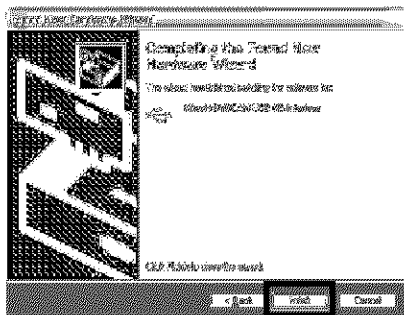 Found New Hardware Wizard
Completing the Found New
Hardware Wizard
The wizard has finished installing the software for:
Click Finish to close the wizard.
< Back
Finish
Cancel